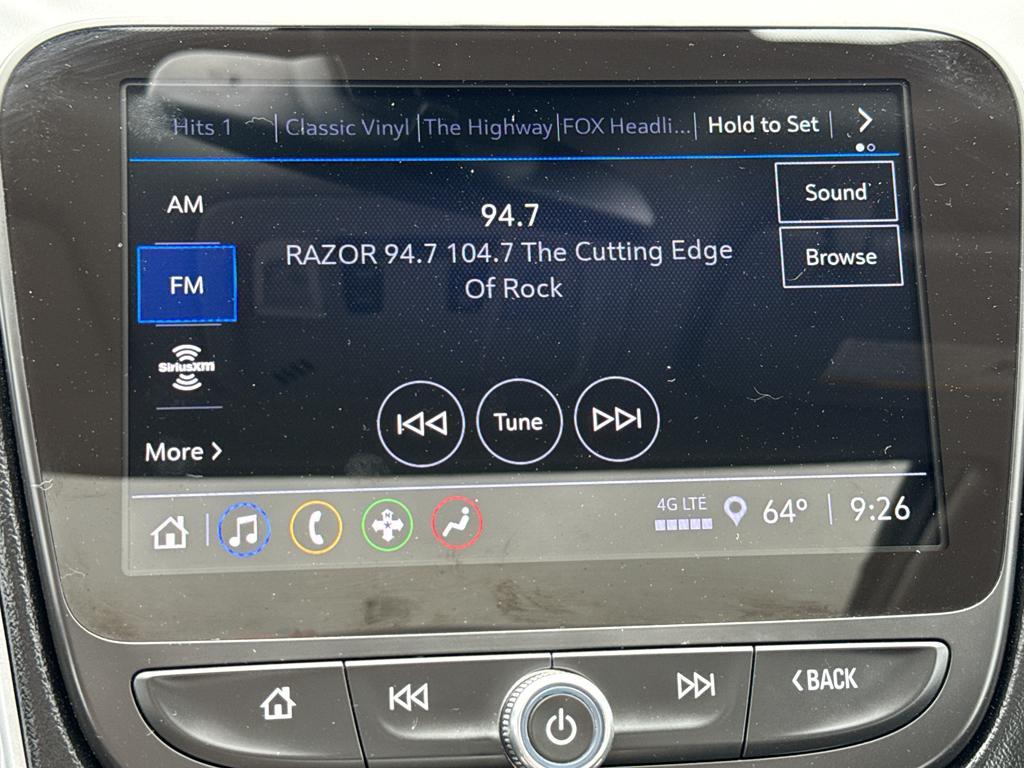 Hits 1 Classic Vinyl The Highway FOX Headli... Hold to Set
Sound
AM
94.7
RAZOR 94.7 104.7 The Cutting Edge
Of Rock
Browse
FM
SiriusXM
Tune
More
N
4G LTE 64° 9:26
BACK